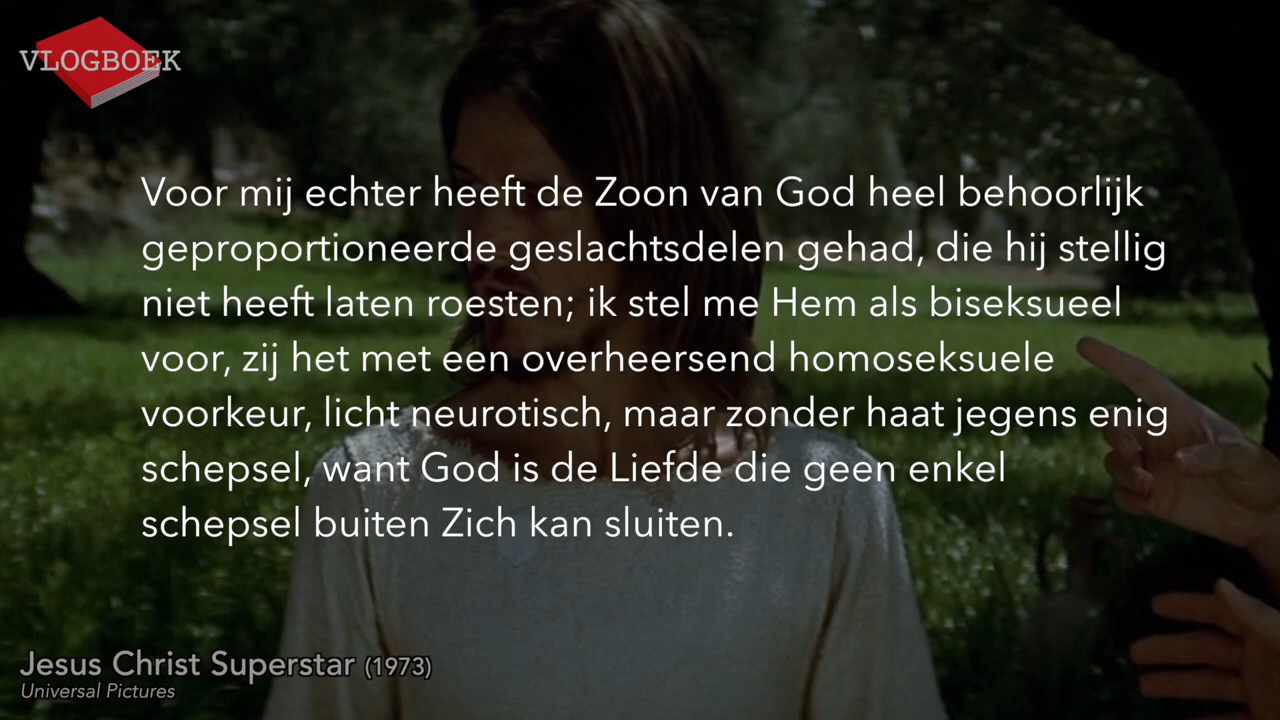 VLOGBOEK
Voor mij echter heeft de Zoon van God heel behoorlijk
geproportioneerde geslachtsdelen gehad, die hij stellig
niet heeft laten roesten; ik stel me Hem als biseksueel
voor, zij het met een overheersend homoseksuele
voorkeur, licht neurotisch, maar zonder haat jegens enig
schepsel, want God is de Liefde die geen enkel
schepsel buiten Zich kan sluiten.
Jesus Christ Superstar (1973)
Universal Pictures